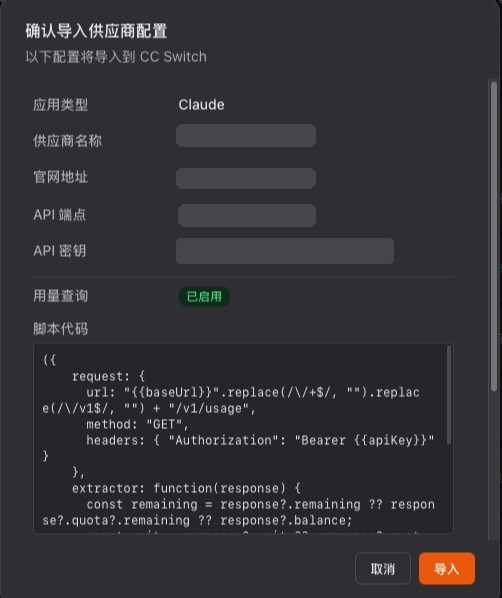 确认导入供应商配置
以下配置将导入到 CC Switch
应用类型 Claude
供应商名称
官网地址
API 端点
API 密钥
用量查询 已启用
脚本代码
({
    request: {
      url: "{{baseUrl}}".replace(/\/+$/, "").replac
e(/\/v1$/, "") + "/v1/usage",
      method: "GET",
      headers: { "Authorization": "Bearer {{apiKey}}"
}
    },
    extractor: function(response) {
      const remaining = response?.remaining ?? respon
se?.quota?.remaining ?? response?.balance;
取消 导入